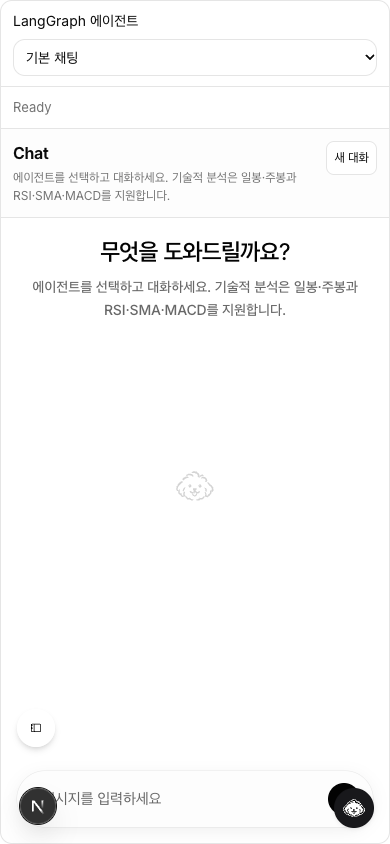 LangGraph 에이전트
기본 채팅
Ready
Chat
새 대화
에이전트를 선택하고 대화하세요. 기술적 분석은 일봉·주봉과
RSI·SMA·MACD를 지원합니다.
무엇을 도와드릴까요?
에이전트를 선택하고 대화하세요. 기술적 분석은 일봉·주봉과
RSI·SMA·MACD를 지원합니다.
시지를 입력하세요
N